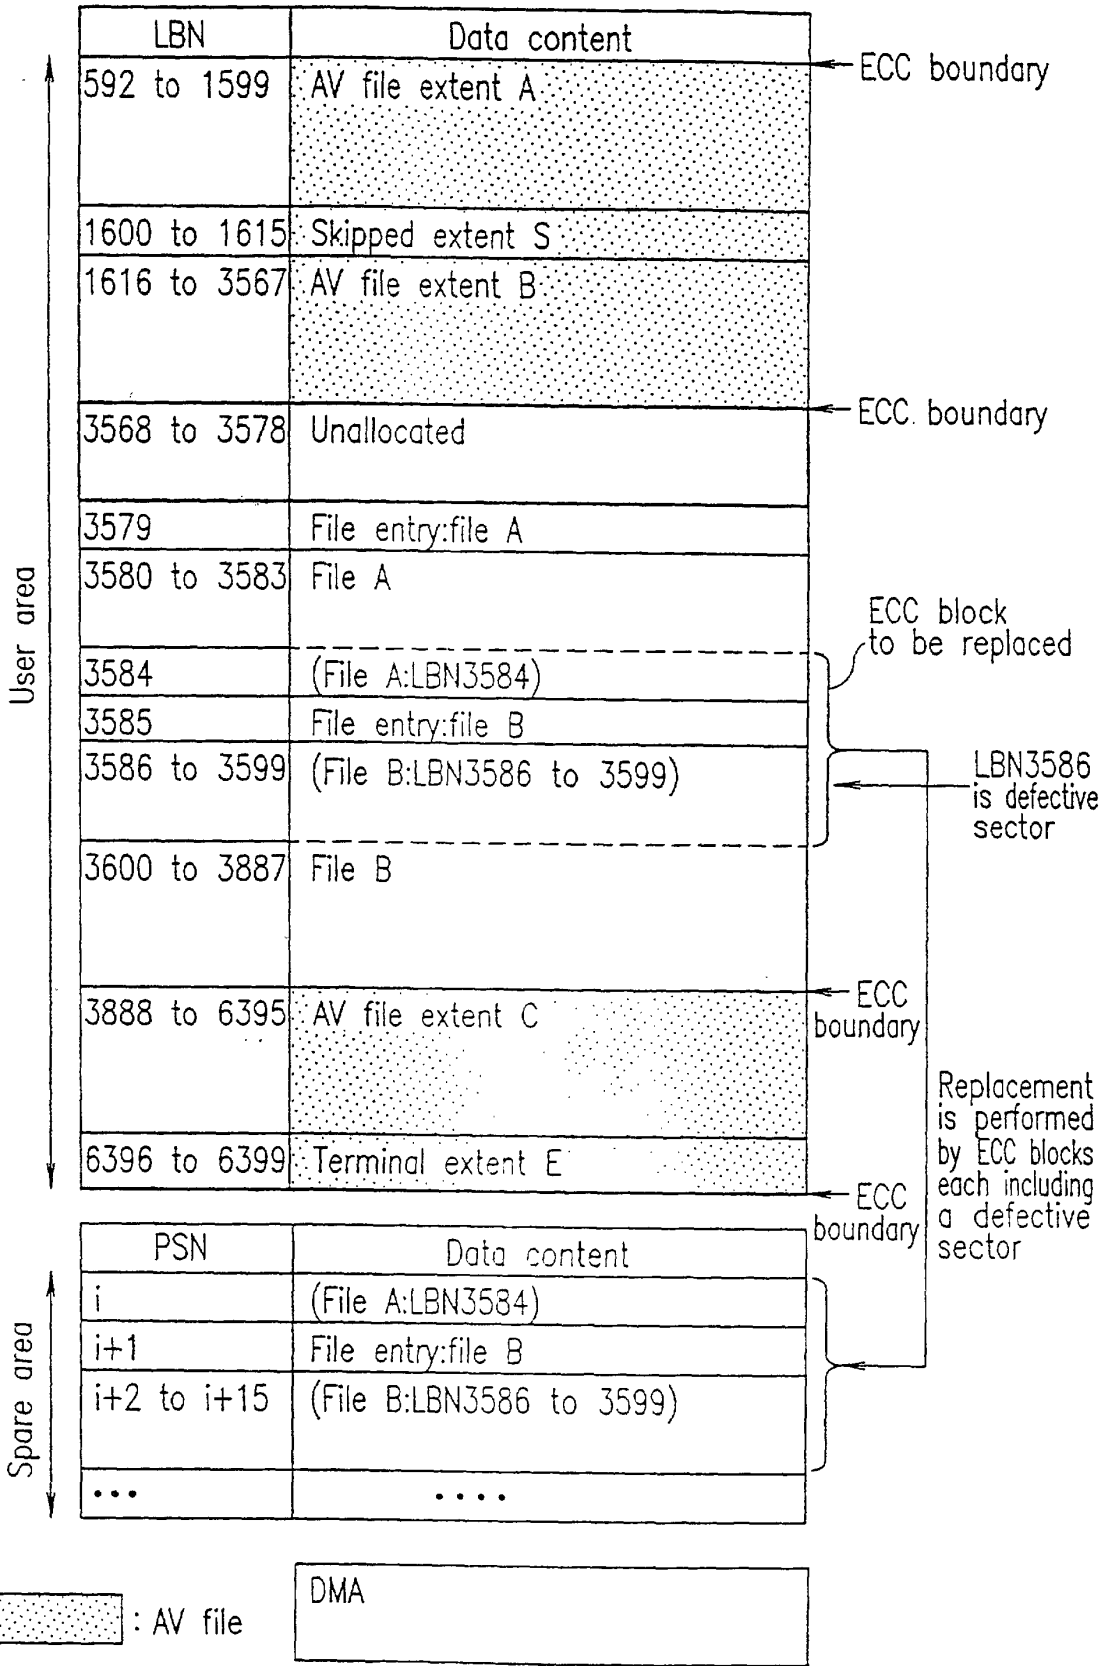 LBN Data content
ECC boundary
592 to 1599 AV file extent A
1600 to 1615 Skipped extent S
1616 to 3567 AV file extent B
ECC. boundary
3568 to 3578 Unallocated
3579 File entry:file A
3580 to 3583 File A
ECC block
to be replaced
3584 (File A:LBN3584)
3585 File entry:file B
3586 to 3599 (File B:LBN3586 to 3599)
LBN3586
is defective
sector
3600 to 3887 File B
User area
ECC
boundary
3888 to 6395 AV file extent C
6396 to 6399 Terminal extent E
ECC
boundary
Replacement
is performed
by ECC blocks
each including
a defective
sector
PSN Data content
i (File A:LBN3584)
i+1 File entry:file B
i+2 to i+15 (File B:LBN3586 to 3599)
••• ••••
Spare area
: AV file
DMA